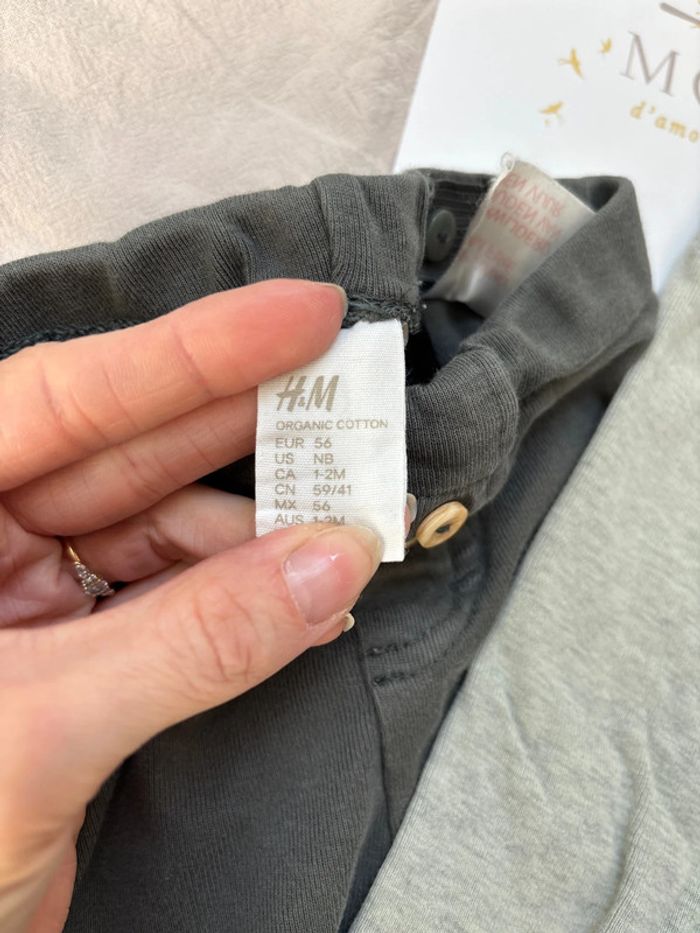 d'amo
H&M
ORGANIC COTTON
EUR 56
US NB
CA 1-2M
CN 59/41
MX 56
AUS 1-2M